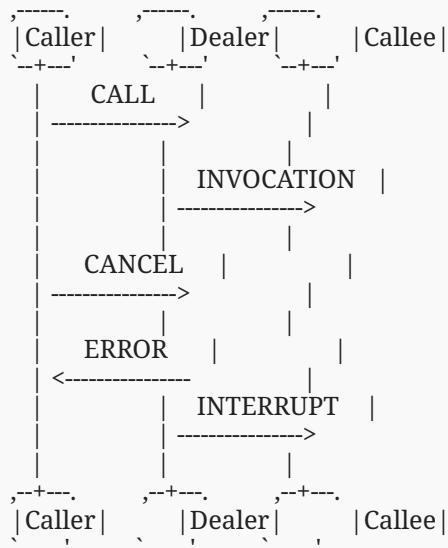 ,------.          ,------.          ,------.
|Caller|          |Dealer|          |Callee|
`--+---'          `--+---'          `--+---'
   |       CALL       |                  |
   | ---------------->                   |
   |                  |                  |
   |                  |    INVOCATION    |
   |                  | ---------------->
   |                  |                  |
   |      CANCEL      |                  |
   | ---------------->                   |
   |                  |                  |
   |      ERROR       |                  |
   | <----------------                   |
   |                  |    INTERRUPT     |
   |                  | ---------------->
   |                  |                  |
,--+---.          ,--+---.          ,--+---.
|Caller|          |Dealer|          |Callee|
`------'          `------'          `------'